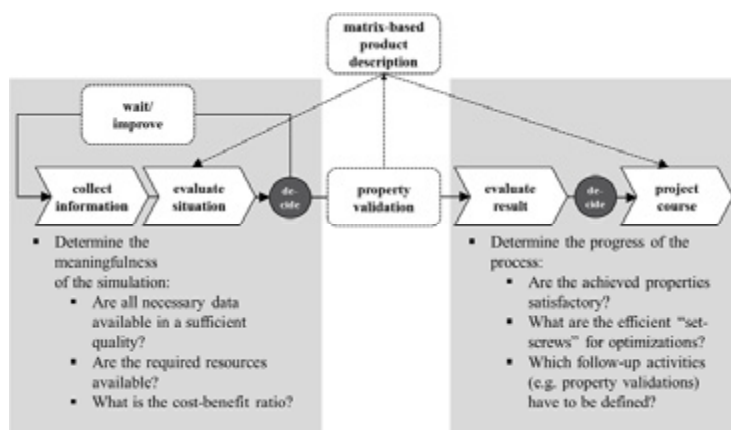 matrix-based
product
description
wait/
improve
collect
information
evaluate
situation
de-
cide
property
validation
evaluate
result
de-
cide
project
course
▪ Determine the
meaningfulness
of the simulation:
▪ Are all necessary data
available in a sufficient
quality?
▪ Are the required resources
available?
▪ What is the cost-benefit ratio?
▪ Determine the progress of the
process:
▪ Are the achieved properties
satisfactory?
▪ What are the efficient “set-
screws” for optimizations?
▪ Which follow-up activities
(e.g. property validations)
have to be defined?